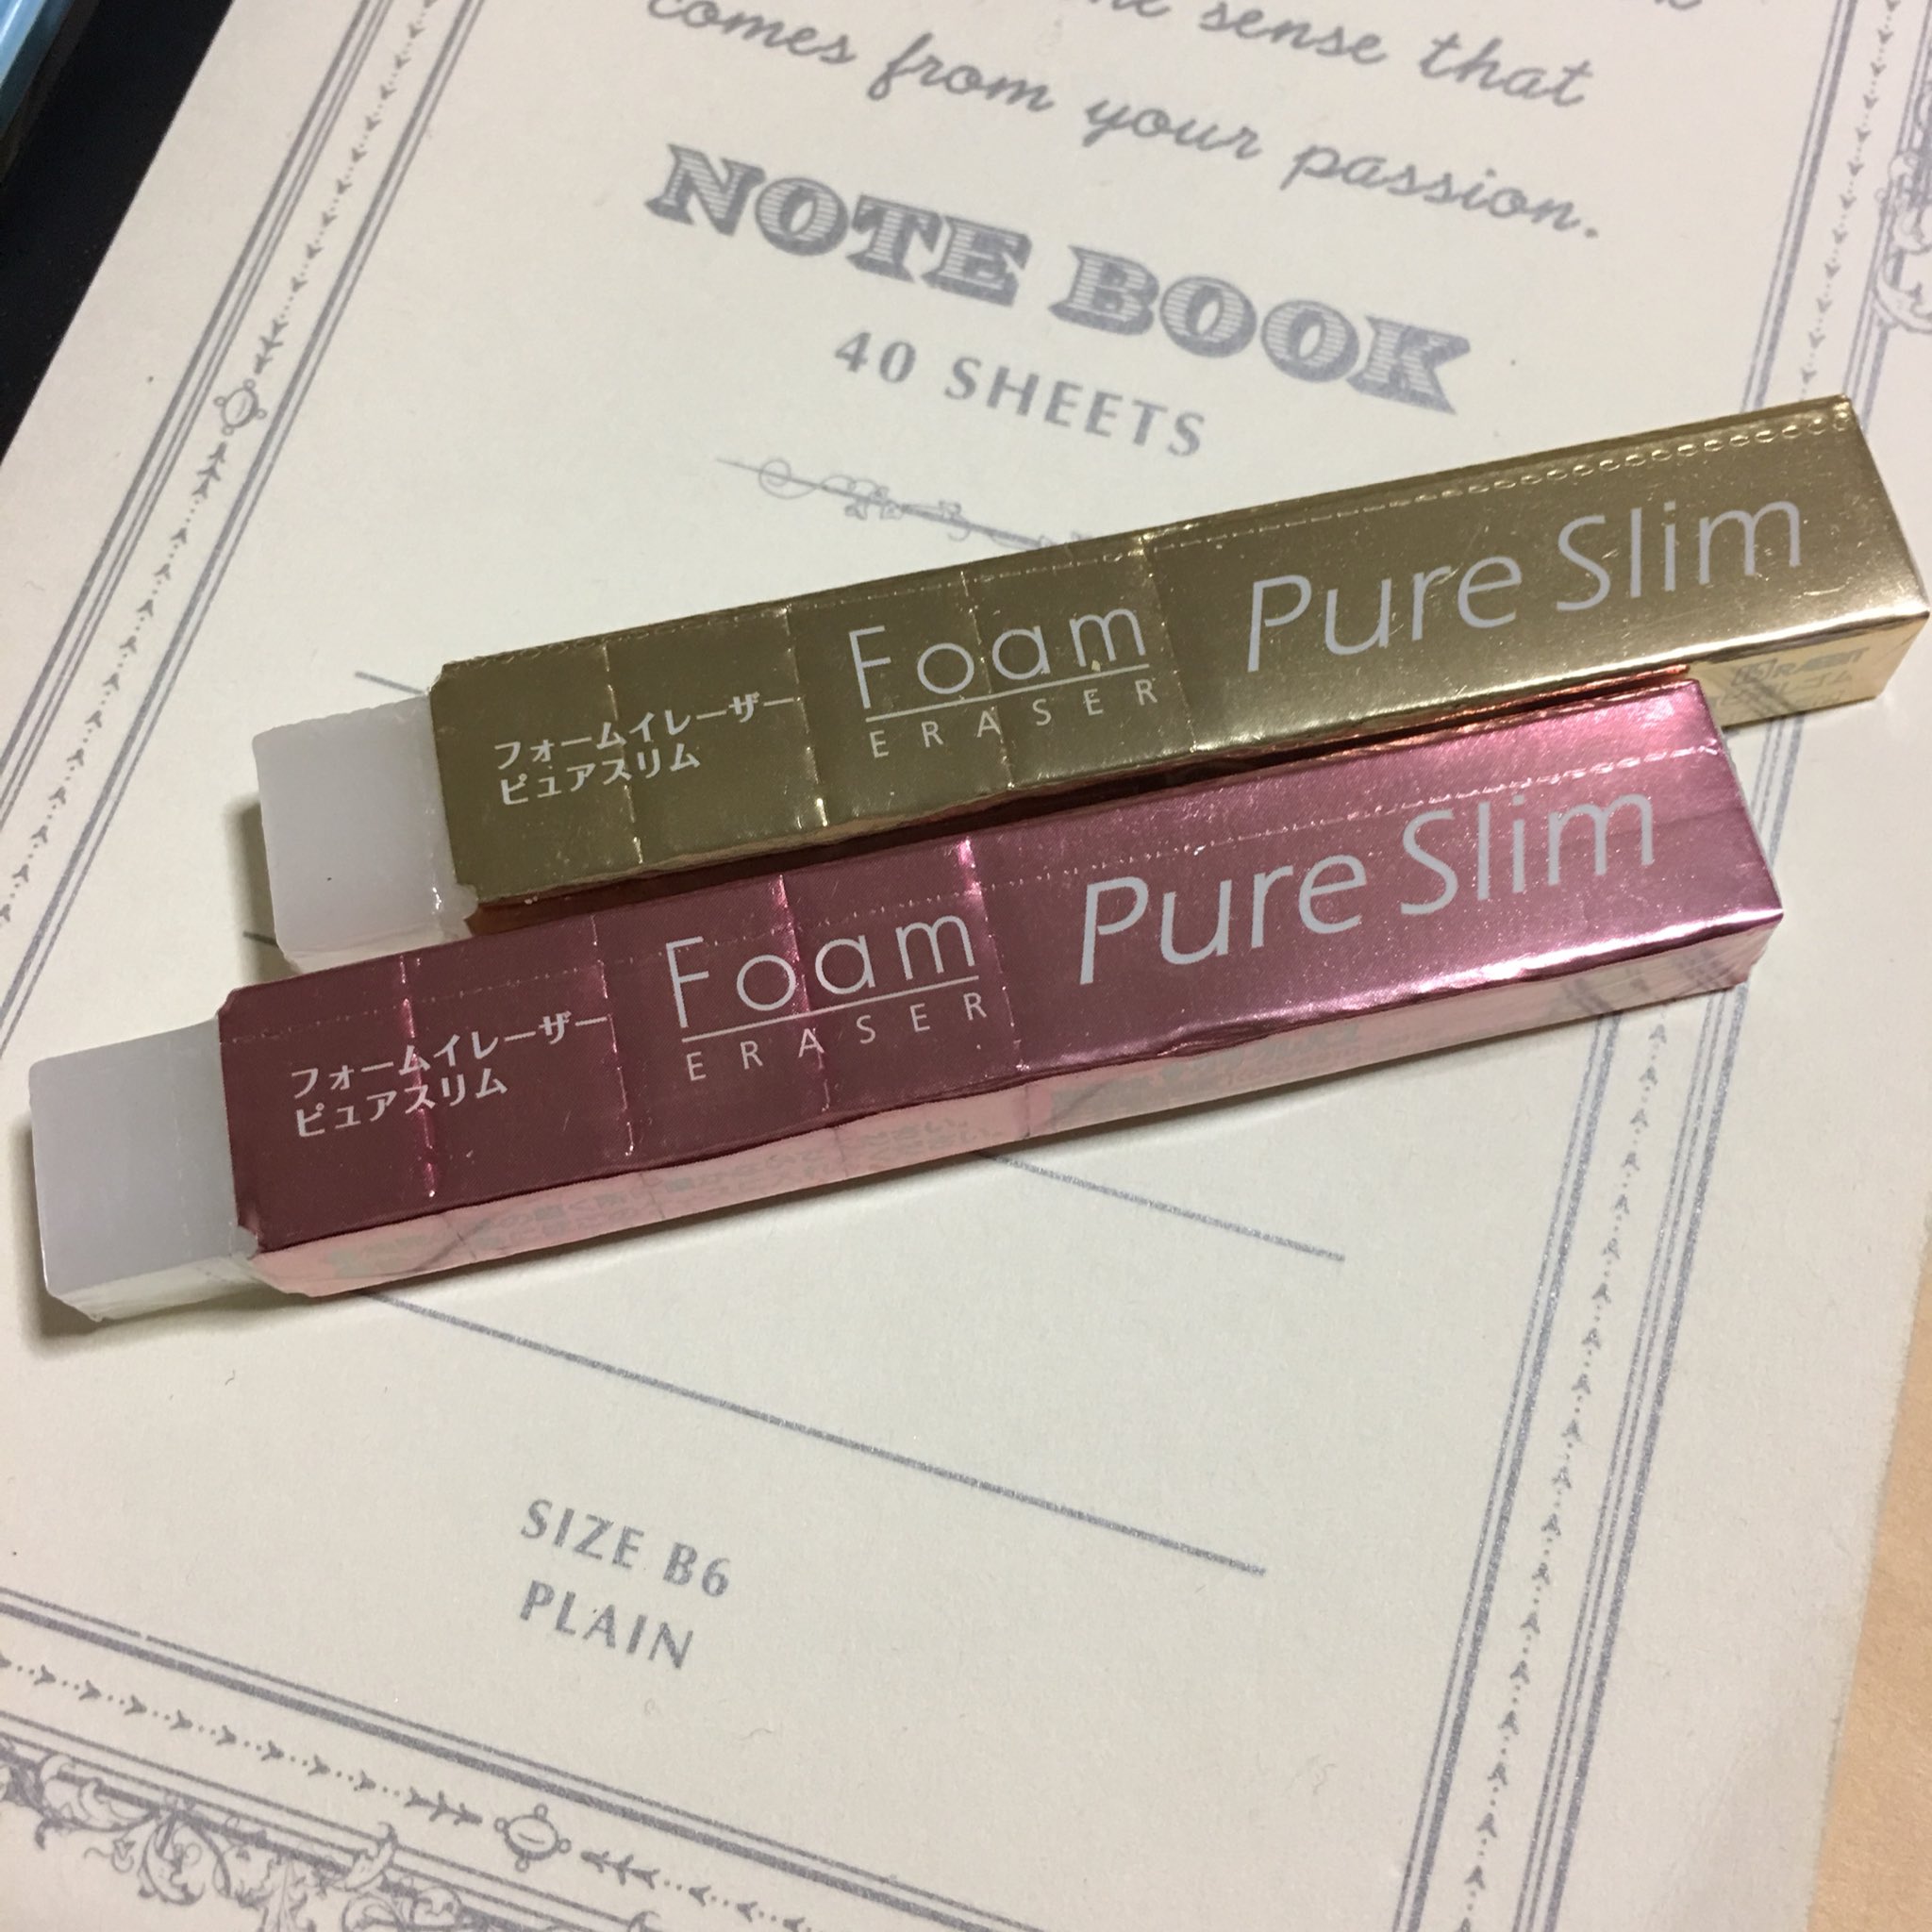 sense that
comes from your passion.
NOTE BOOK
40 SHEETS
フォームイレーザー
ピュアスリム
Foam
ERASER
Pure Slim
フォームイレーザー
ピュアスリム
Foam
ERASER
Pure Slim
SIZE B6
PLAIN